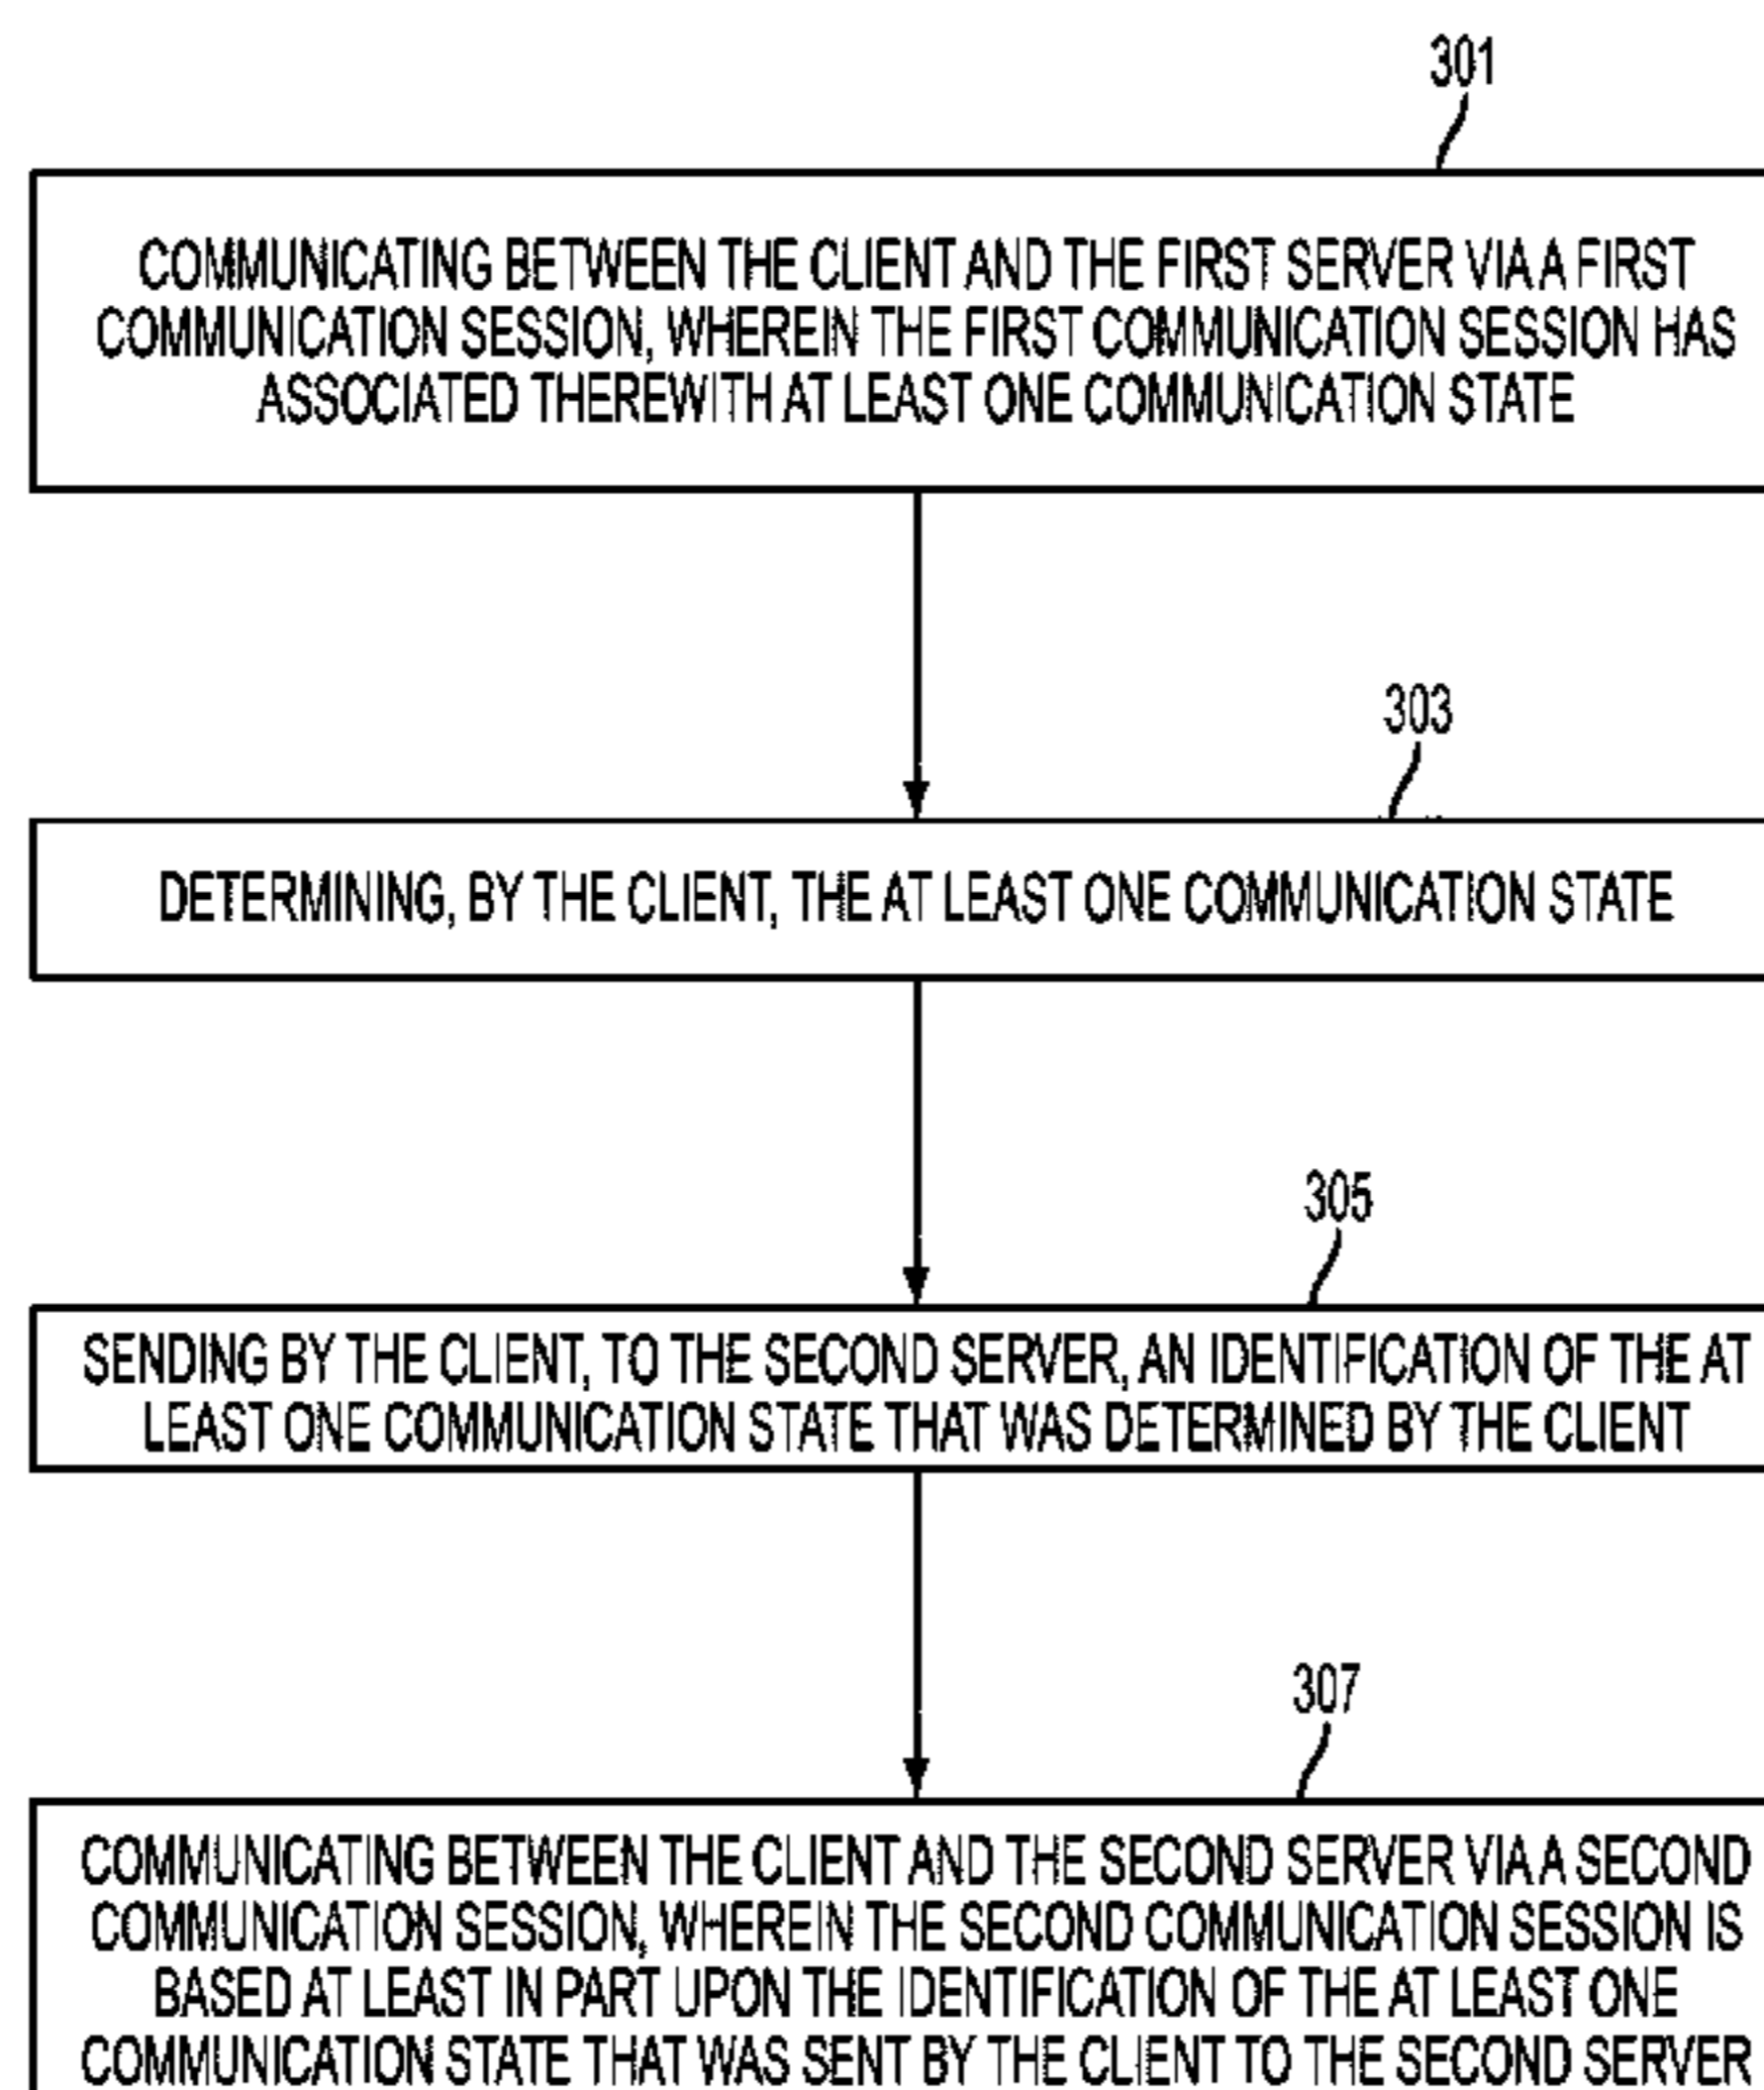 301
COMMUNICATING BETWEEN THE CLIENT AND THE FIRST SERVER VIA A FIRST
COMMUNICATION SESSION, WHEREIN THE FIRST COMMUNICATION SESSION HAS
ASSOCIATED THEREWITH AT LEAST ONE COMMUNICATION STATE
303
DETERMINING, BY THE CLIENT, THE AT LEAST ONE COMMUNICATION STATE
305
SENDING BY THE CLIENT, TO THE SECOND SERVER, AN IDENTIFICATION OF THE AT
LEAST ONE COMMUNICATION STATE THAT WAS DETERMINED BY THE CLIENT
307
COMMUNICATING BETWEEN THE CLIENT AND THE SECOND SERVER VIA A SECOND
COMMUNICATION SESSION, WHEREIN THE SECOND COMMUNICATION SESSION IS
BASED AT LEAST IN PART UPON THE IDENTIFICATION OF THE AT LEAST ONE
COMMUNICATION STATE THAT WAS SENT BY THE CLIENT TO THE SECOND SERVER